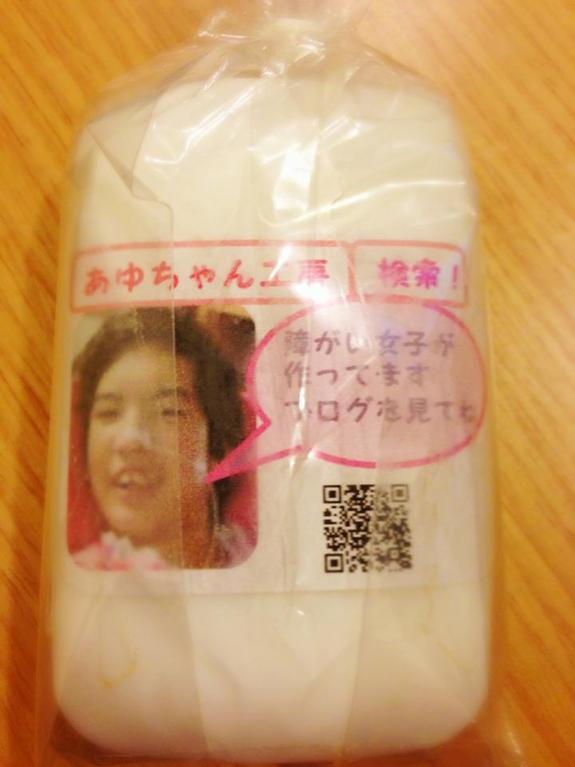 あゆちゃん工房 検索!
障がい女子が
作ってます
ブログを見てね